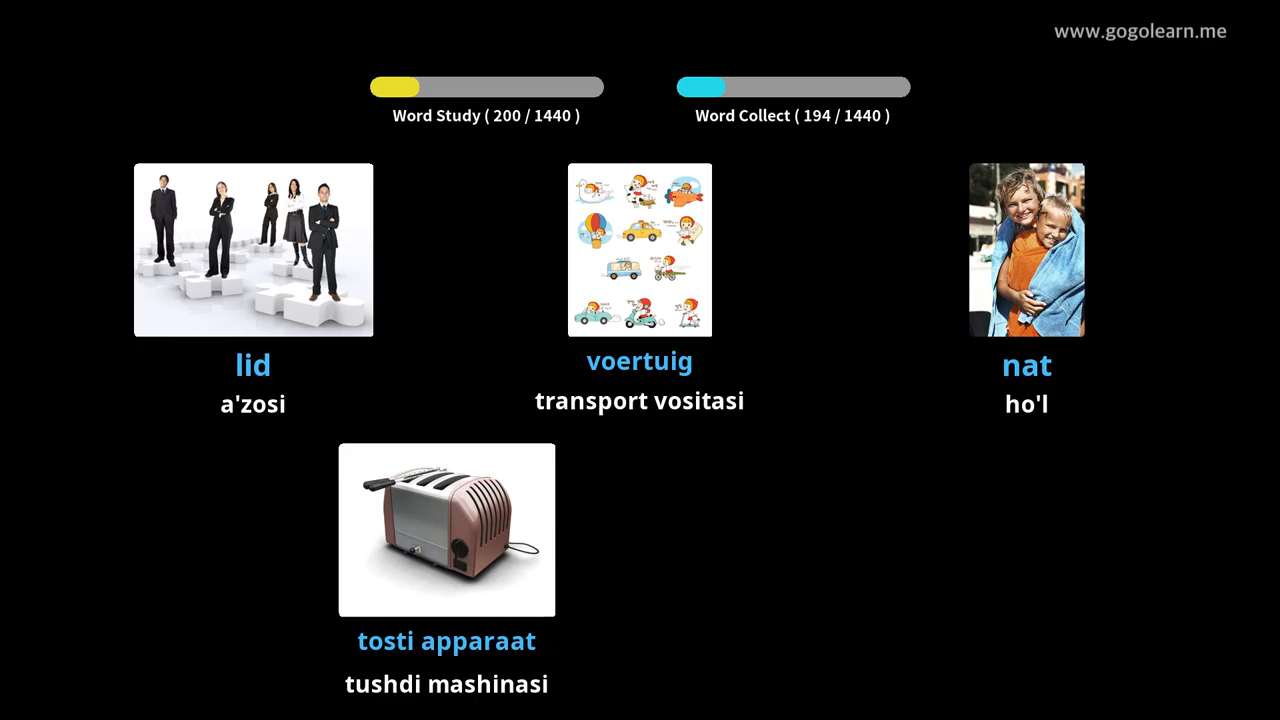 www.gogolearn.me
Word Study ( 200 / 1440 )
Word Collect ( 194 / 1440 )
lid
a'zosi
voertuig
transport vositasi
nat
ho'l
tosti apparaat
tushdi mashinasi